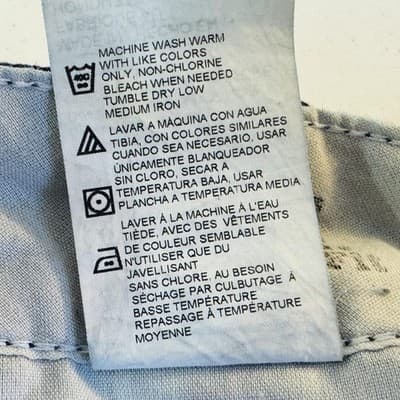 MACHINE WASH WARM
WITH LIKE COLORS
ONLY, NON-CHLORINE
BLEACH WHEN NEEDED
TUMBLE DRY LOW
MEDIUM IRON
40C
LAVAR A MÁQUINA CON AGUA
TIBIA, CON COLORES SIMILARES
CUANDO SEA NECESARIO, USAR
ÚNICAMENTE BLANQUEADOR
SIN CLORO, SECAR A
TEMPERATURA BAJA, USAR
PLANCHA A TEMPERATURA MEDIA
LAVER À LA MACHINE À L'EAU
TIÈDE, AVEC DES VÊTEMENTS
DE COULEUR SEMBLABLE
N'UTILISER QUE DU
JAVELLISANT
SANS CHLORE, AU BESOIN
SÉCHAGE PAR CULBUTAGE À
BASSE TEMPÉRATURE
REPASSAGE À TEMPÉRATURE
MOYENNE